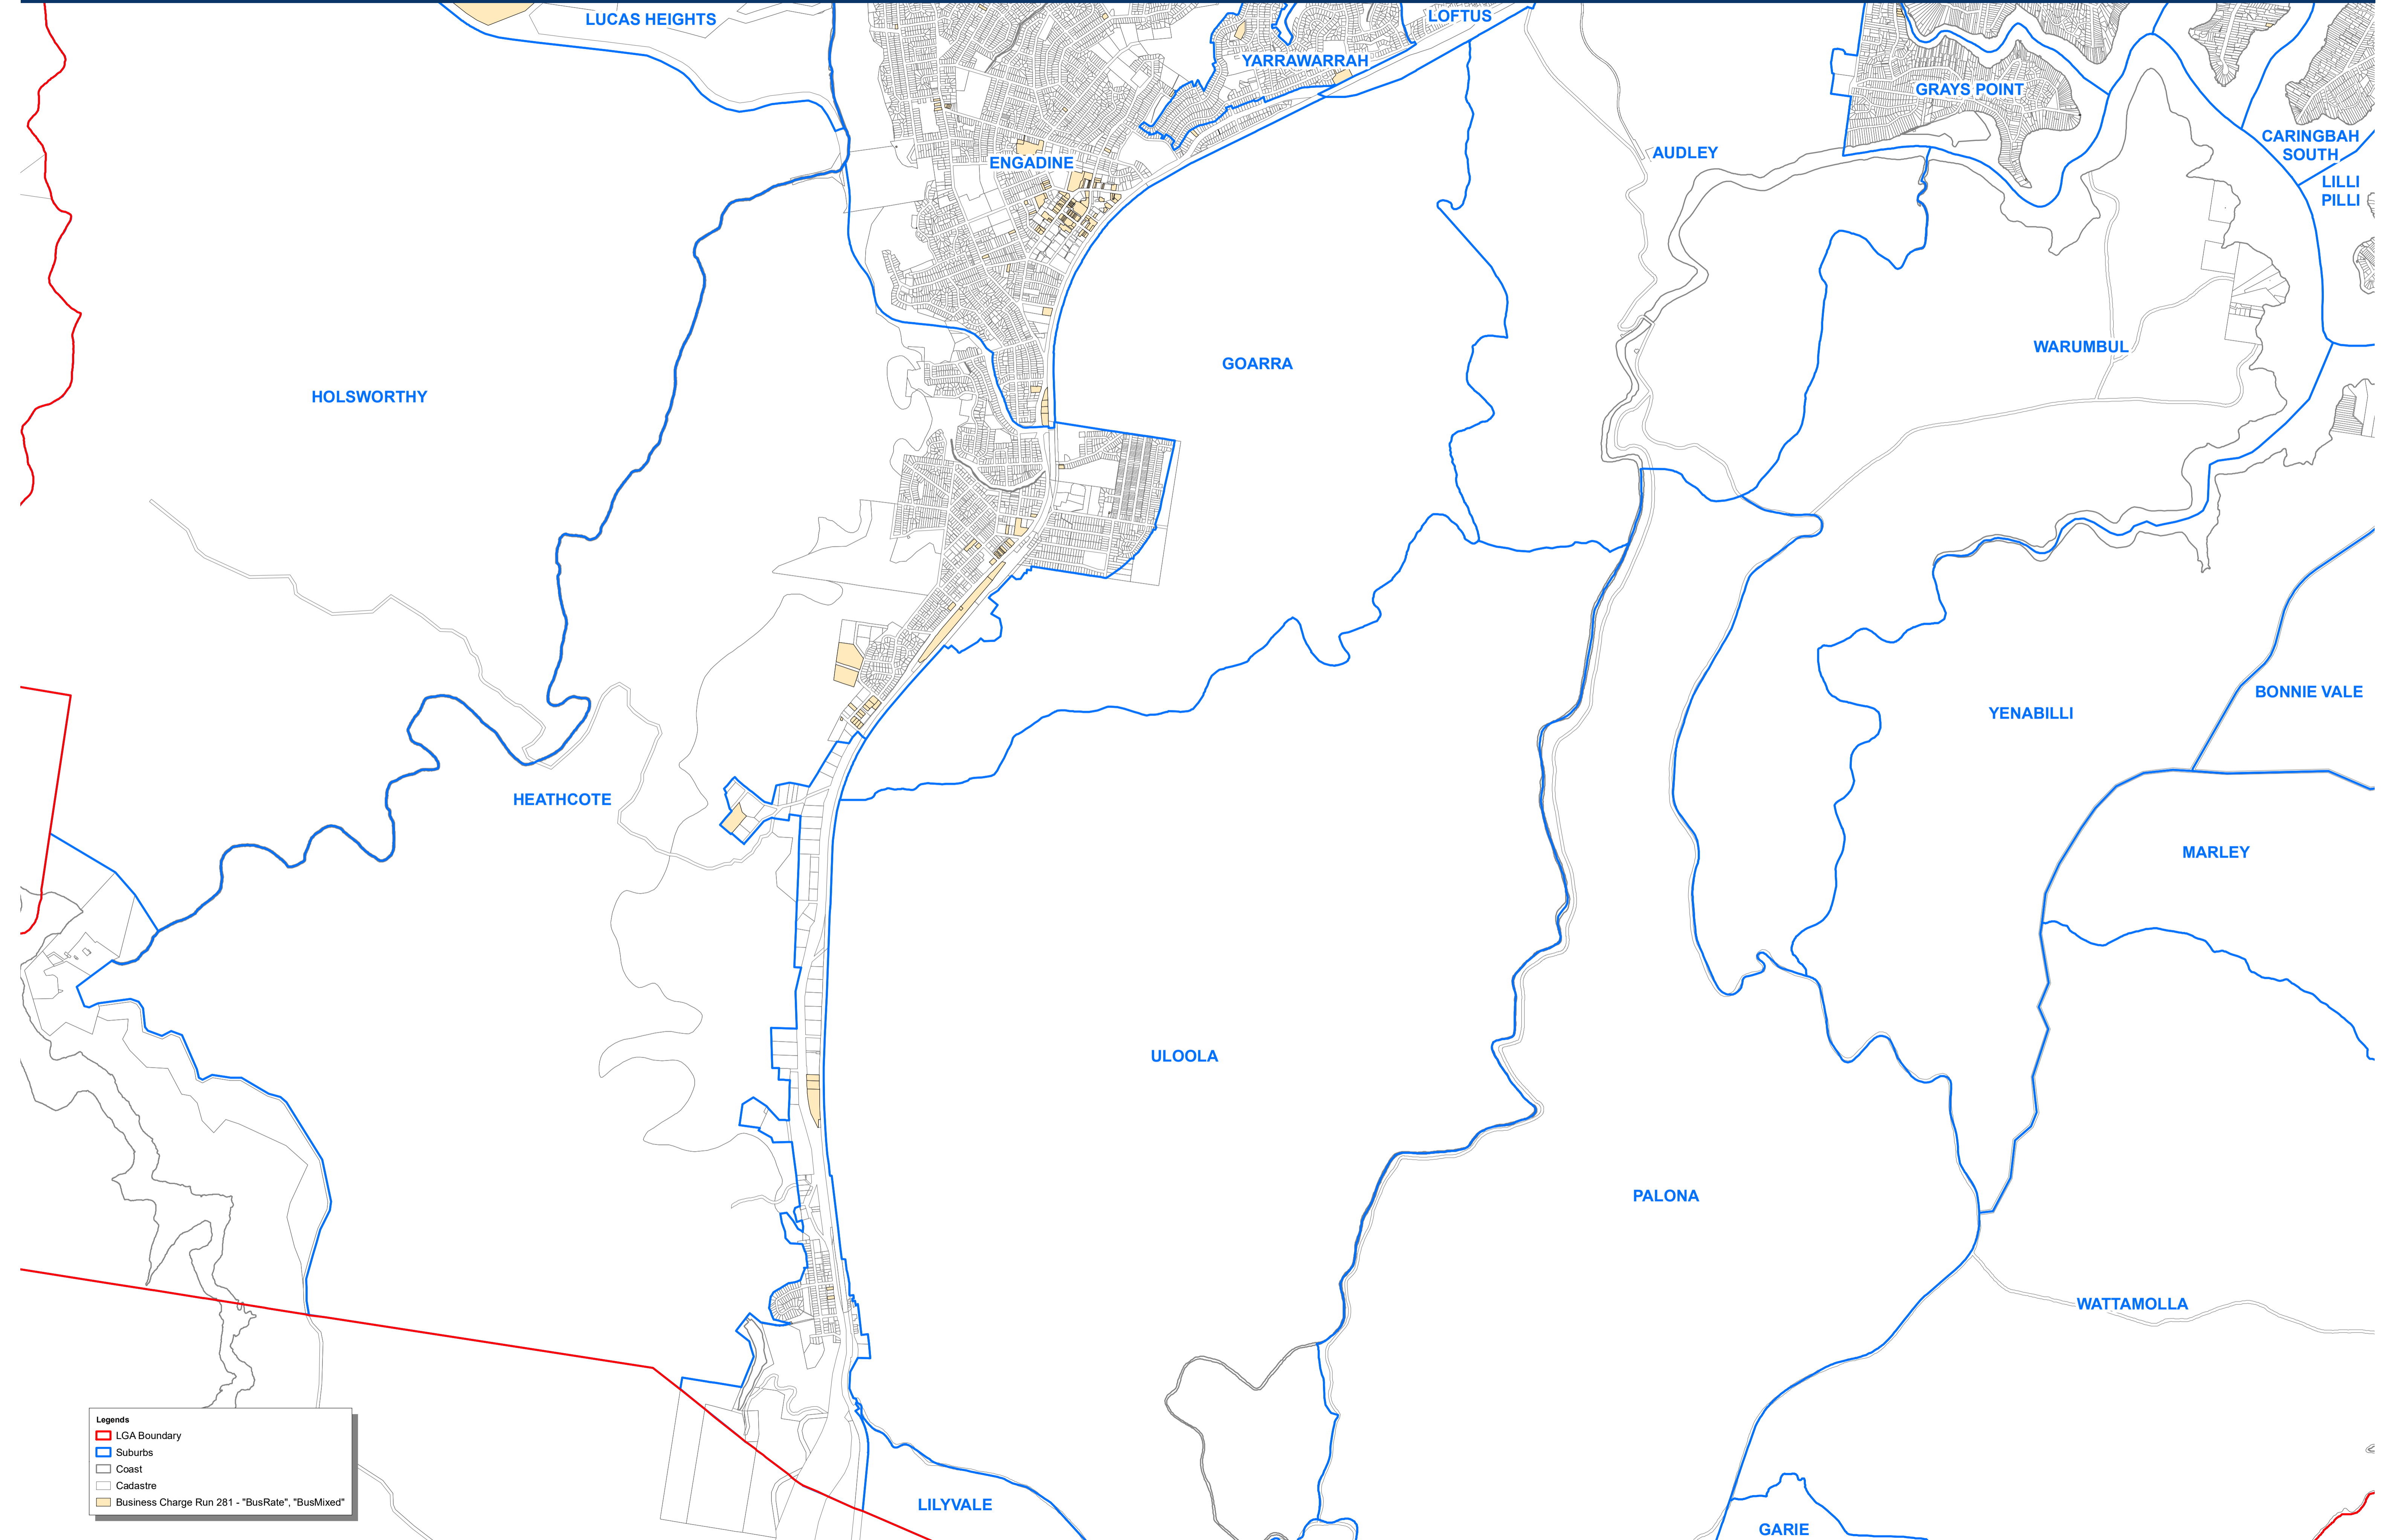 LUCAS HEIGHTS
LOFTUS
YARRAWARRAH
GRAYS POINT
CARINGBAH
SOUTH
AUDLEY
ENGADINE
LILLI
PILLI
WARUMBUL
GOARRA
HOLSWORTHY
BONNIE VALE
YENABILLI
HEATHCOTE
MARLEY
ULOOLA
PALONA
WATTAMOLLA
Legends
LGA Boundary
Suburbs
Coast
Cadastre
Business Charge Run 281 - "BusRate", "BusMixed"
LILYVALE
GARIE